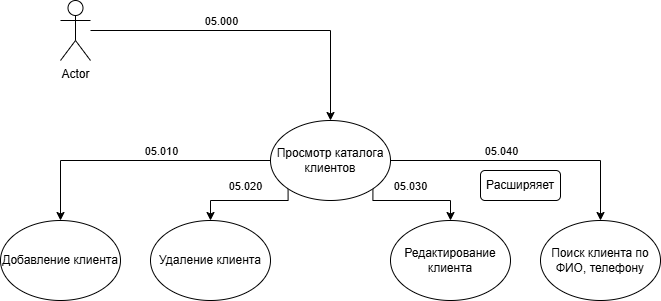 05.000
Actor
Просмотр каталога
клиентов
05.010
05.020
05.030
05.040
Расширяет
Добавление клиента
Удаление клиента
Редактирование
клиента
Поиск клиента по
ФИО, телефону